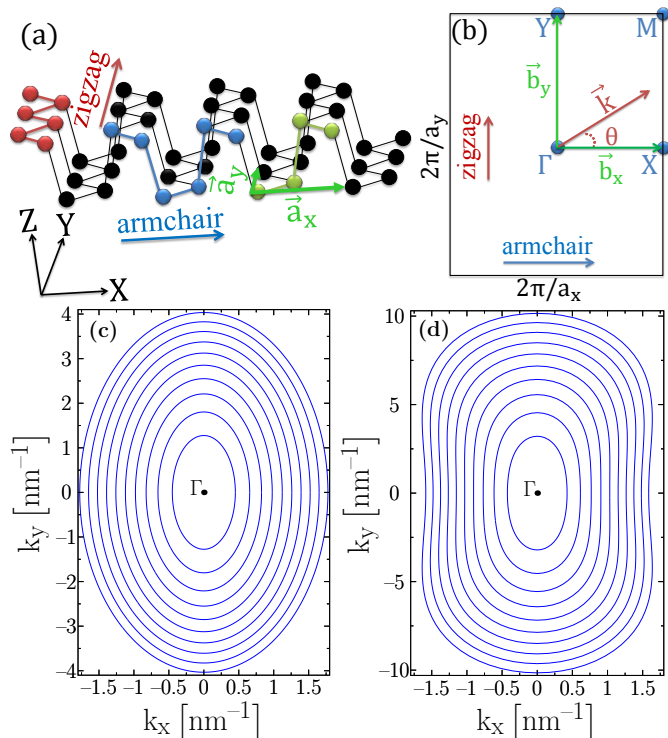 (a)
zigzag
a⃗y
a⃗x
armchair
Z
Y
X
(b)
Y
M
b⃗y
k⃗
θ
Γ
b⃗x
X
zigzag
2π/ay
armchair
2π/ax
(c)
4
3
2
1
0
−1
−2
−3
−4
Γ
ky [nm−1]
−1.5 −1 −0.5 0 0.5 1 1.5
kx [nm−1]
(d)
10
5
0
−5
−10
Γ
ky [nm−1]
−1.5 −1 −0.5 0 0.5 1 1.5
kx [nm−1]